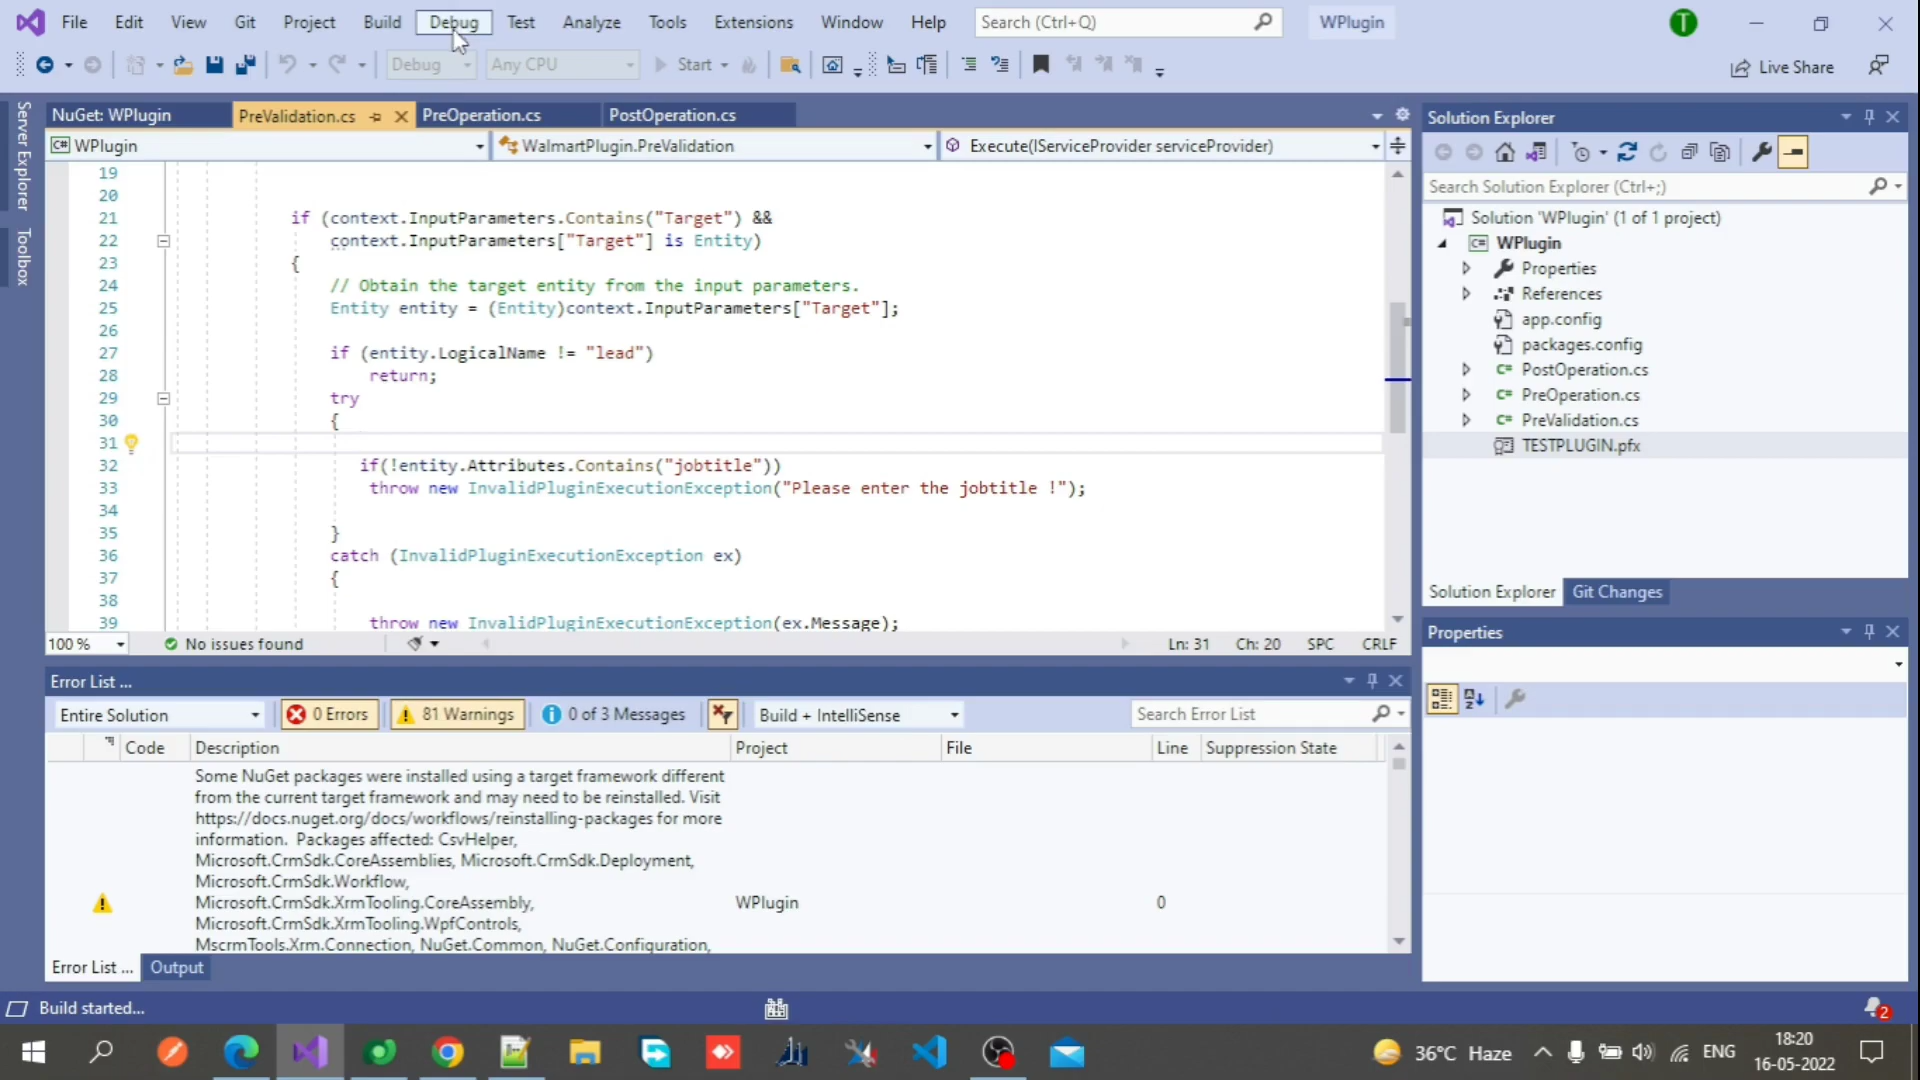 File Edit View Git Project Build Debug Test Analyze Tools Extensions Window Help Search (Ctrl+Q) WPlugin T
Debug Any CPU Start Live Share
Server Explorer
Toolbox
NuGet: WPlugin PreValidation.cs PreOperation.cs PostOperation.cs
C# WPlugin WalmartPlugin.PreValidation Execute(IServiceProvider serviceProvider)
19
20
21 if (context.InputParameters.Contains("Target") &&
22 context.InputParameters["Target"] is Entity)
23 {
24 // Obtain the target entity from the input parameters.
25 Entity entity = (Entity)context.InputParameters["Target"];
26
27 if (entity.LogicalName != "lead")
28 return;
29 try
30 {
31
32 if(!entity.Attributes.Contains("jobtitle"))
33 throw new InvalidPluginExecutionException("Please enter the jobtitle !");
34
35 }
36 catch (InvalidPluginExecutionException ex)
37 {
38
39 throw new InvalidPluginExecutionException(ex.Message);
100 % No issues found Ln: 31 Ch: 20 SPC CRLF
Error List ...
Entire Solution 0 Errors 81 Warnings 0 of 3 Messages Build + IntelliSense Search Error List
Code Description Project File Line Suppression State
Some NuGet packages were installed using a target framework different
from the current target framework and may need to be reinstalled. Visit
https://docs.nuget.org/docs/workflows/reinstalling-packages for more
information. Packages affected: CsvHelper,
Microsoft.CrmSdk.CoreAssemblies, Microsoft.CrmSdk.Deployment,
Microsoft.CrmSdk.Workflow,
Microsoft.CrmSdk.XrmTooling.CoreAssembly, WPlugin 0
Microsoft.CrmSdk.XrmTooling.WpfControls,
MscrmTools.Xrm.Connection, NuGet.Common, NuGet.Configuration,
Error List ... Output
Solution Explorer
Search Solution Explorer (Ctrl+;)
Solution 'WPlugin' (1 of 1 project)
C# WPlugin
Properties
References
app.config
packages.config
C# PostOperation.cs
C# PreOperation.cs
C# PreValidation.cs
TESTPLUGIN.pfx
Solution Explorer Git Changes
Properties
Build started... 2
36°C Haze ENG 18:20
16-05-2022